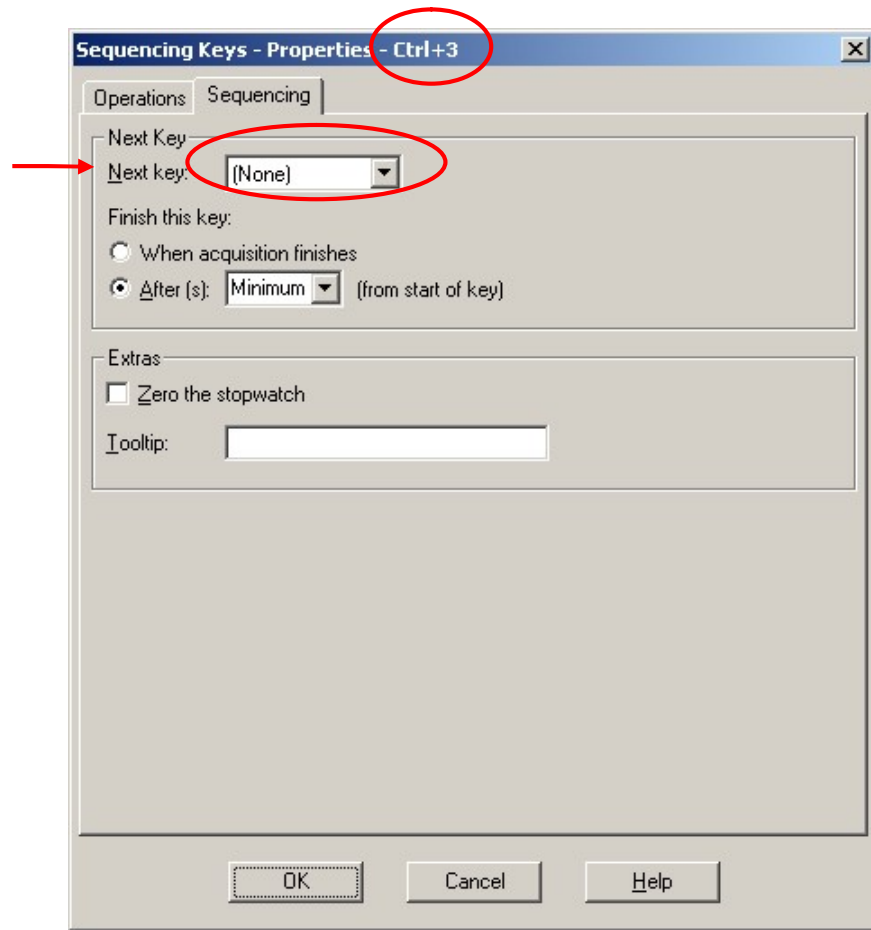 Sequencing Keys - Properties - Ctrl+3
Operations Sequencing
Next Key
Next key: (None)
Finish this key:
When acquisition finishes
After (s): Minimum (from start of key)
Extras
Zero the stopwatch
Tooltip:
OK Cancel Help